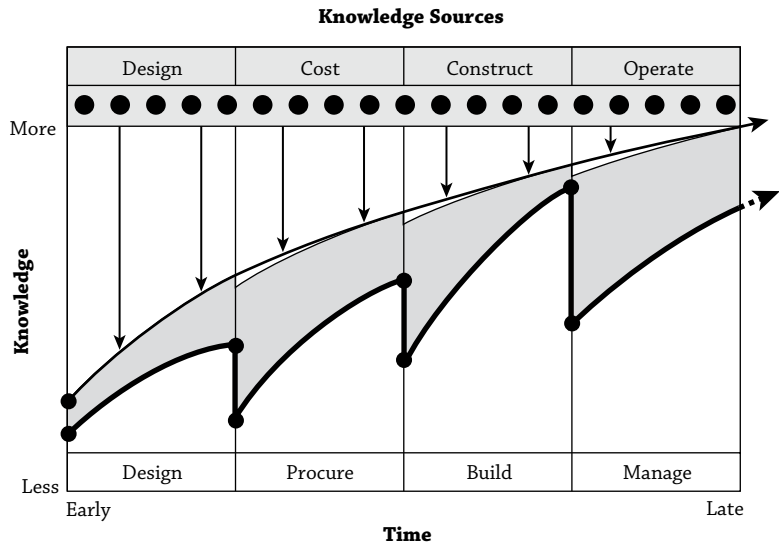 Knowledge Sources
Design Cost Construct Operate
More
Knowledge
Design Procure Build Manage
Less
Early Late
Time